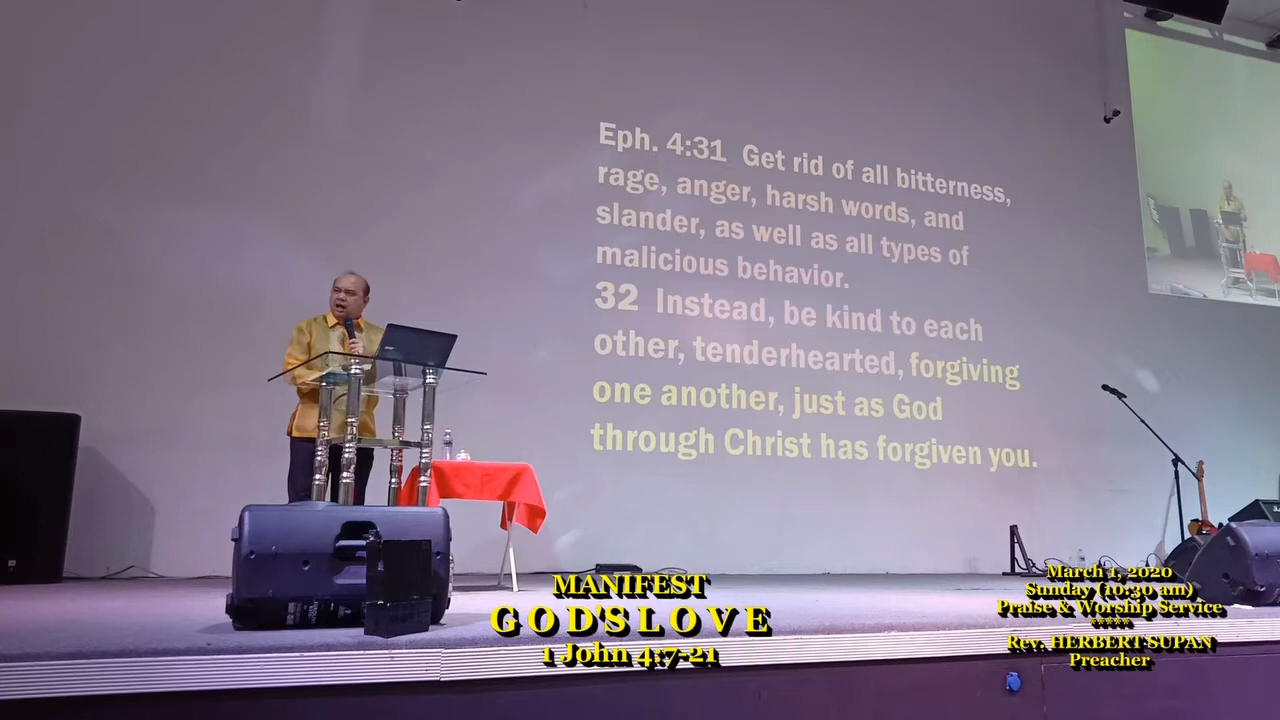 Eph. 4:31 Get rid of all bitterness,
rage, anger, harsh words, and
slander, as well as all types of
malicious behavior.
32 Instead, be kind to each
other, tenderhearted, forgiving
one another, just as God
through Christ has forgiven you.
MANIFEST
GOD'S LOVE
1 John 4:7-21
March 1, 2020
Sunday (10:30 am)
Praise & Worship Service
*****
Rev. HERBERT SUPAN
Preacher